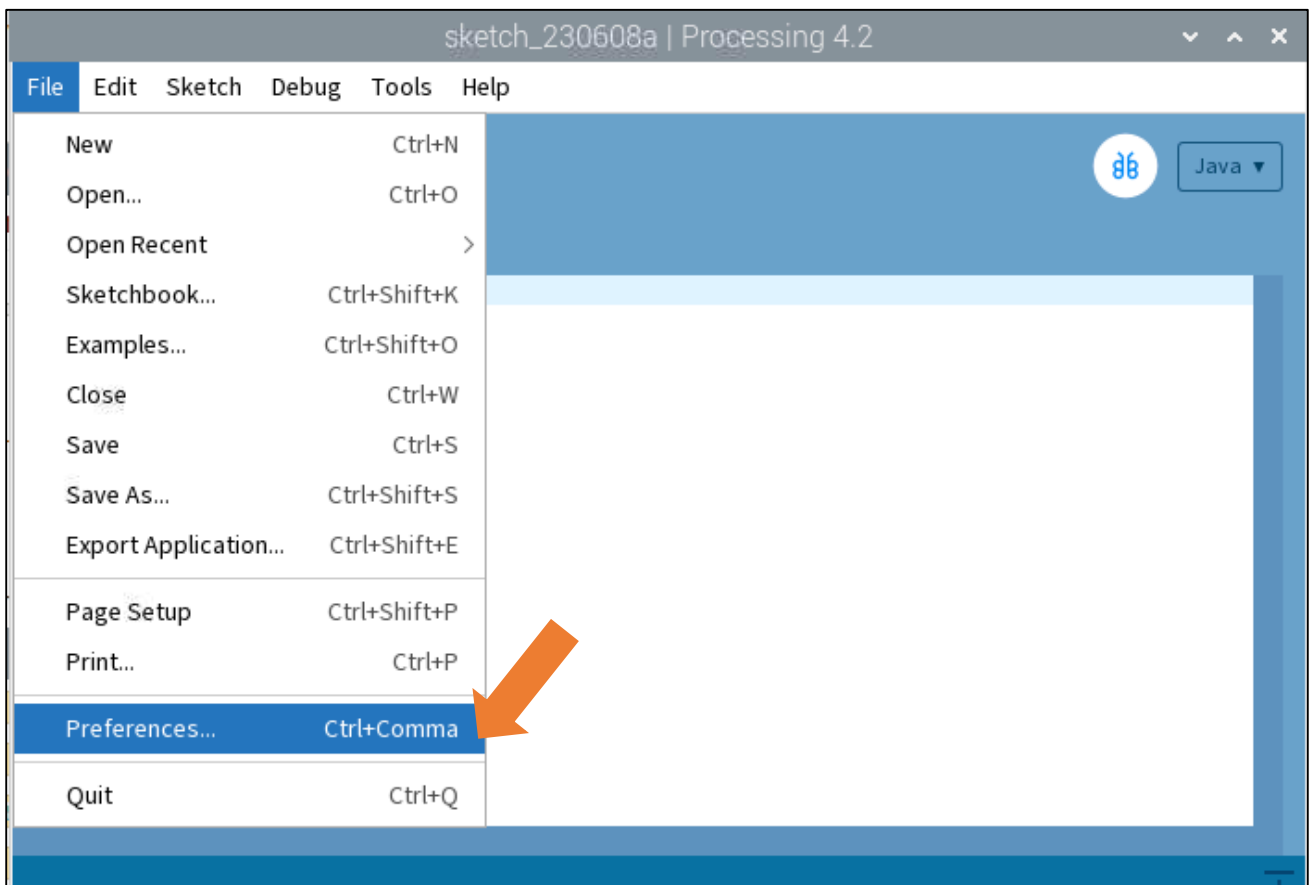 sketch_230608a | Processing 4.2
File Edit Sketch Debug Tools Help
New Ctrl+N
Open... Ctrl+O
Java ▾
Open Recent >
Sketchbook... Ctrl+Shift+K
Examples... Ctrl+Shift+O
Close Ctrl+W
Save Ctrl+S
Save As... Ctrl+Shift+S
Export Application... Ctrl+Shift+E
Page Setup Ctrl+Shift+P
Print... Ctrl+P
Preferences... Ctrl+Comma
Quit Ctrl+Q